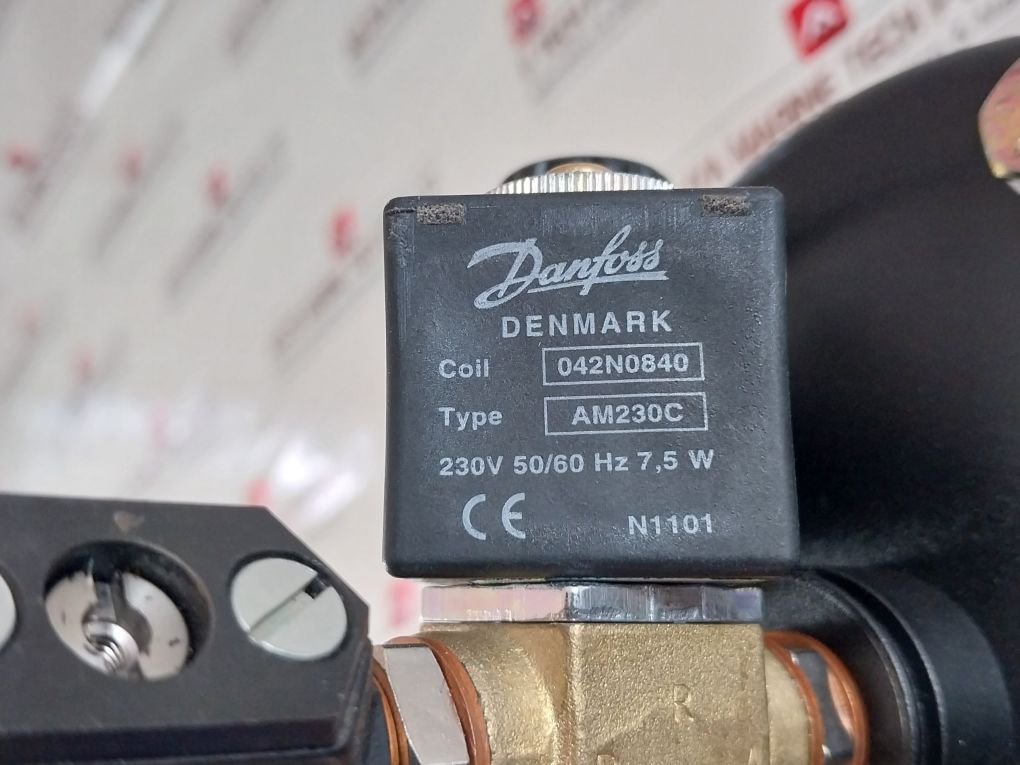 Danfoss
DENMARK
Coil 042N0840
Type AM230C
230V 50/60 Hz 7,5 W
CE N1101
R